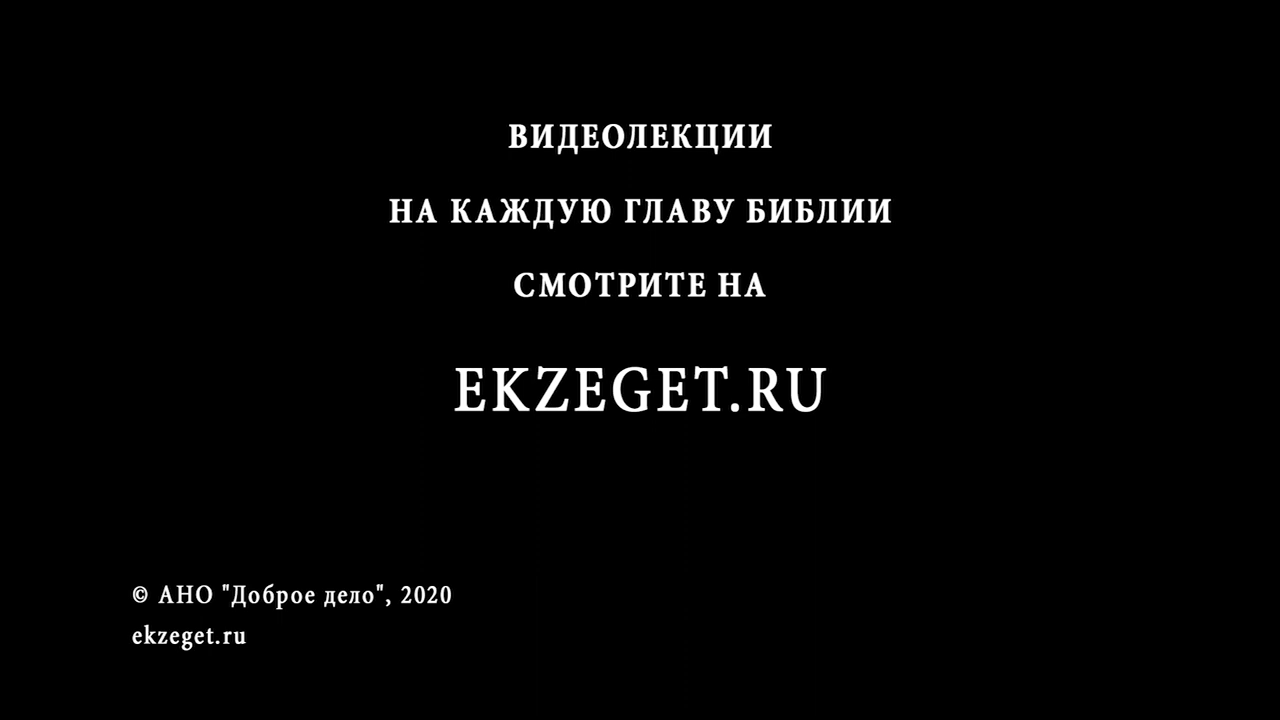 ВИДЕОЛЕКЦИИ
НА КАЖДУЮ ГЛАВУ БИБЛИИ
СМОТРИТЕ НА
EKZEGET.RU
© АНО "Доброе дело", 2020
ekzeget.ru